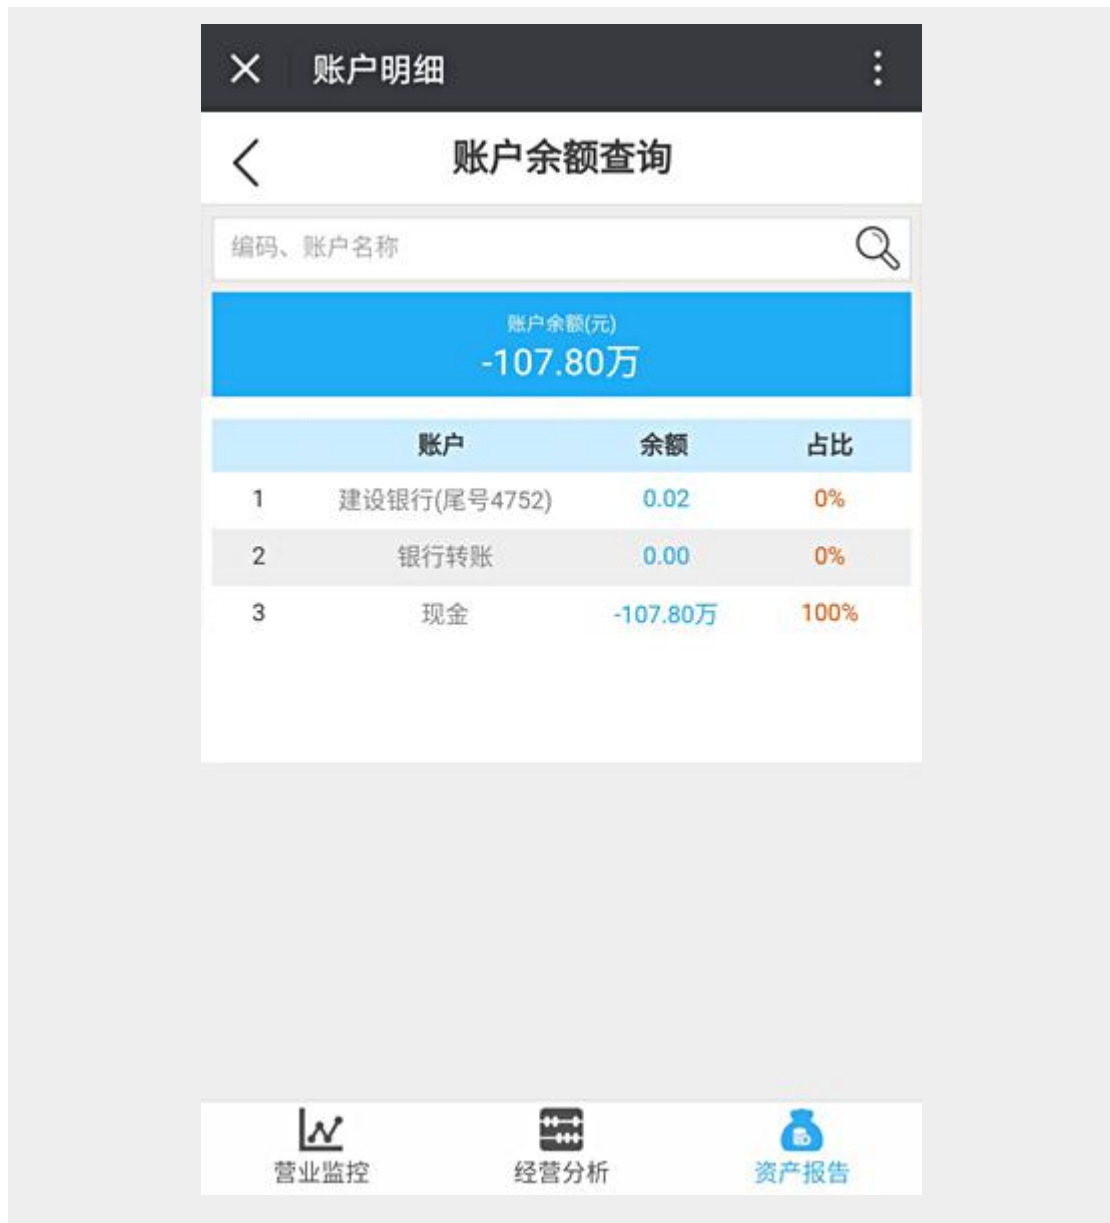 账户明细
账户余额查询
编码、账户名称
账户余额(元)
-107.80万
账户 余额 占比
1 建设银行(尾号4752) 0.02 0%
2 银行转账 0.00 0%
3 现金 -107.80万 100%
营业监控 经营分析 资产报告